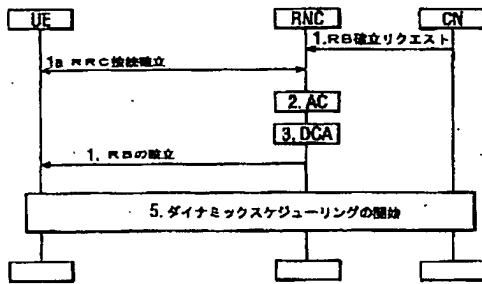 UE
RNC
CN
1.RB確立リクエスト
1a RRC接続確立
2. AC
3. DCA
1. RBの確立
5. ダイナミックスケジューリングの開始